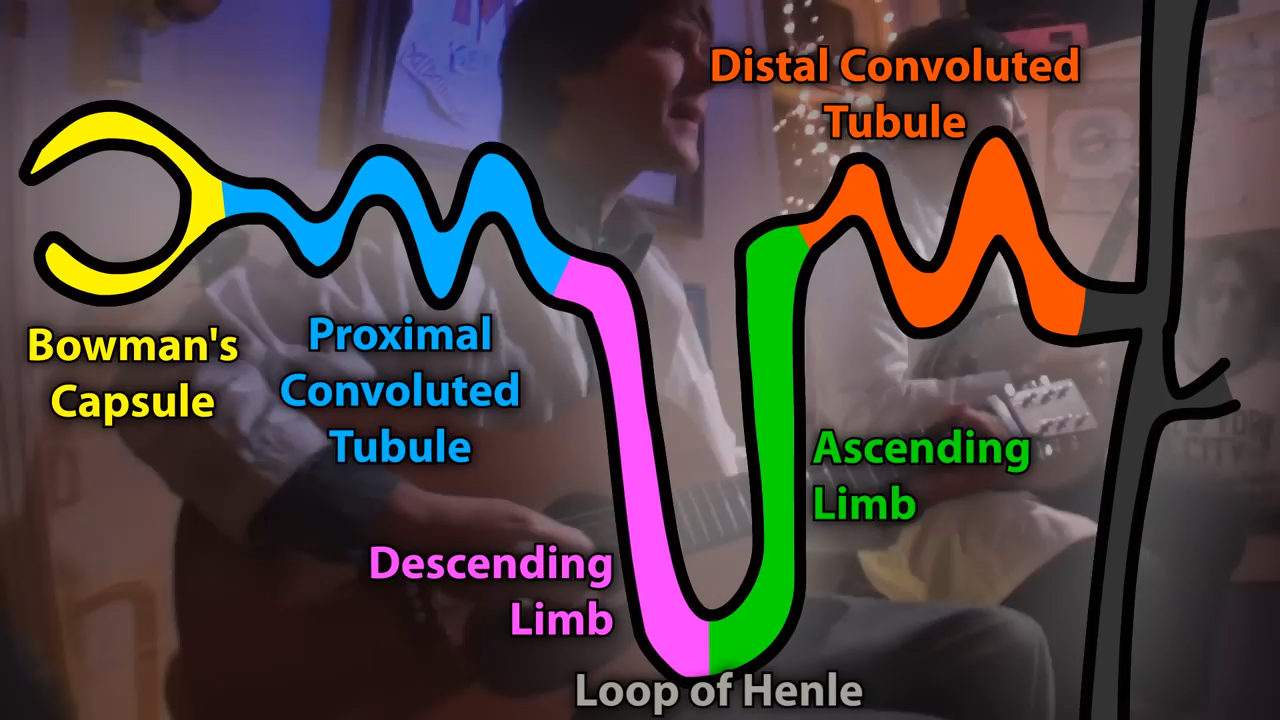 Distal Convoluted
Tubule
Bowman's
Capsule
Proximal
Convoluted
Tubule
Ascending
Limb
Descending
Limb
Loop of Henle